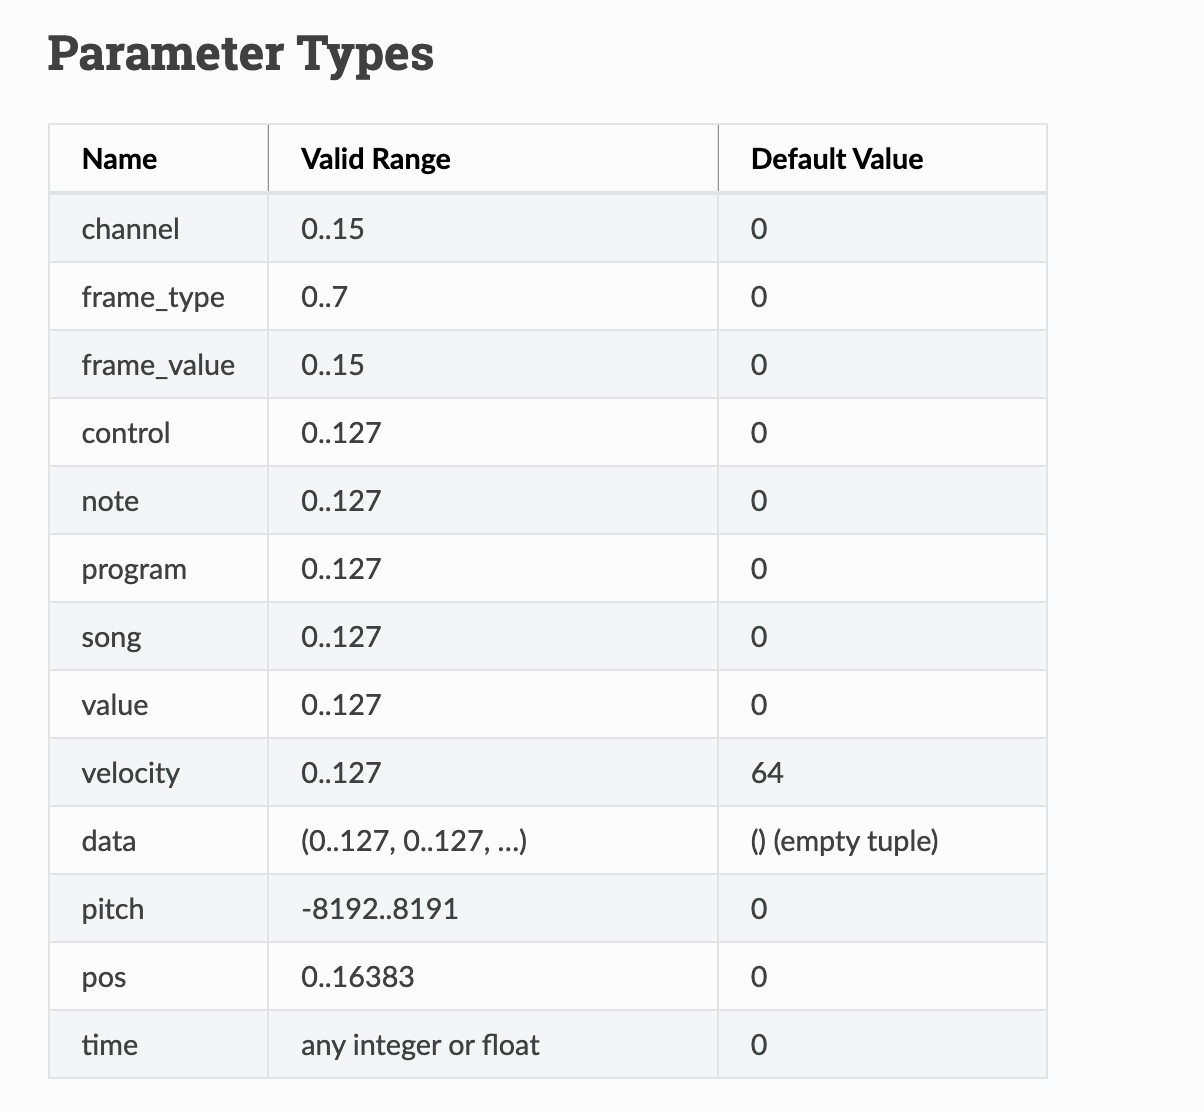 Parameter Types
Name Valid Range Default Value
channel 0..15 0
frame_type 0..7 0
frame_value 0..15 0
control 0..127 0
note 0..127 0
program 0..127 0
song 0..127 0
value 0..127 0
velocity 0..127 64
data (0..127, 0..127, …) () (empty tuple)
pitch -8192..8191 0
pos 0..16383 0
time any integer or float 0